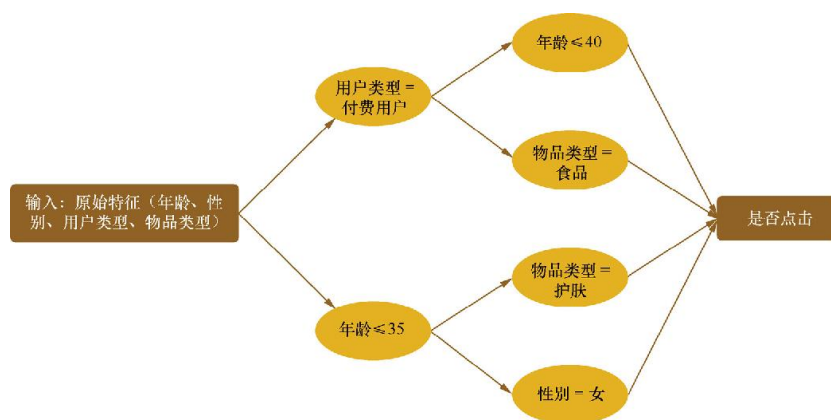 年龄≤40
用户类型=
付费用户
物品类型=
食品
输入：原始特征（年龄、性
别、用户类型、物品类型）
是否点击
物品类型=
护肤
年龄≤35
性别=女